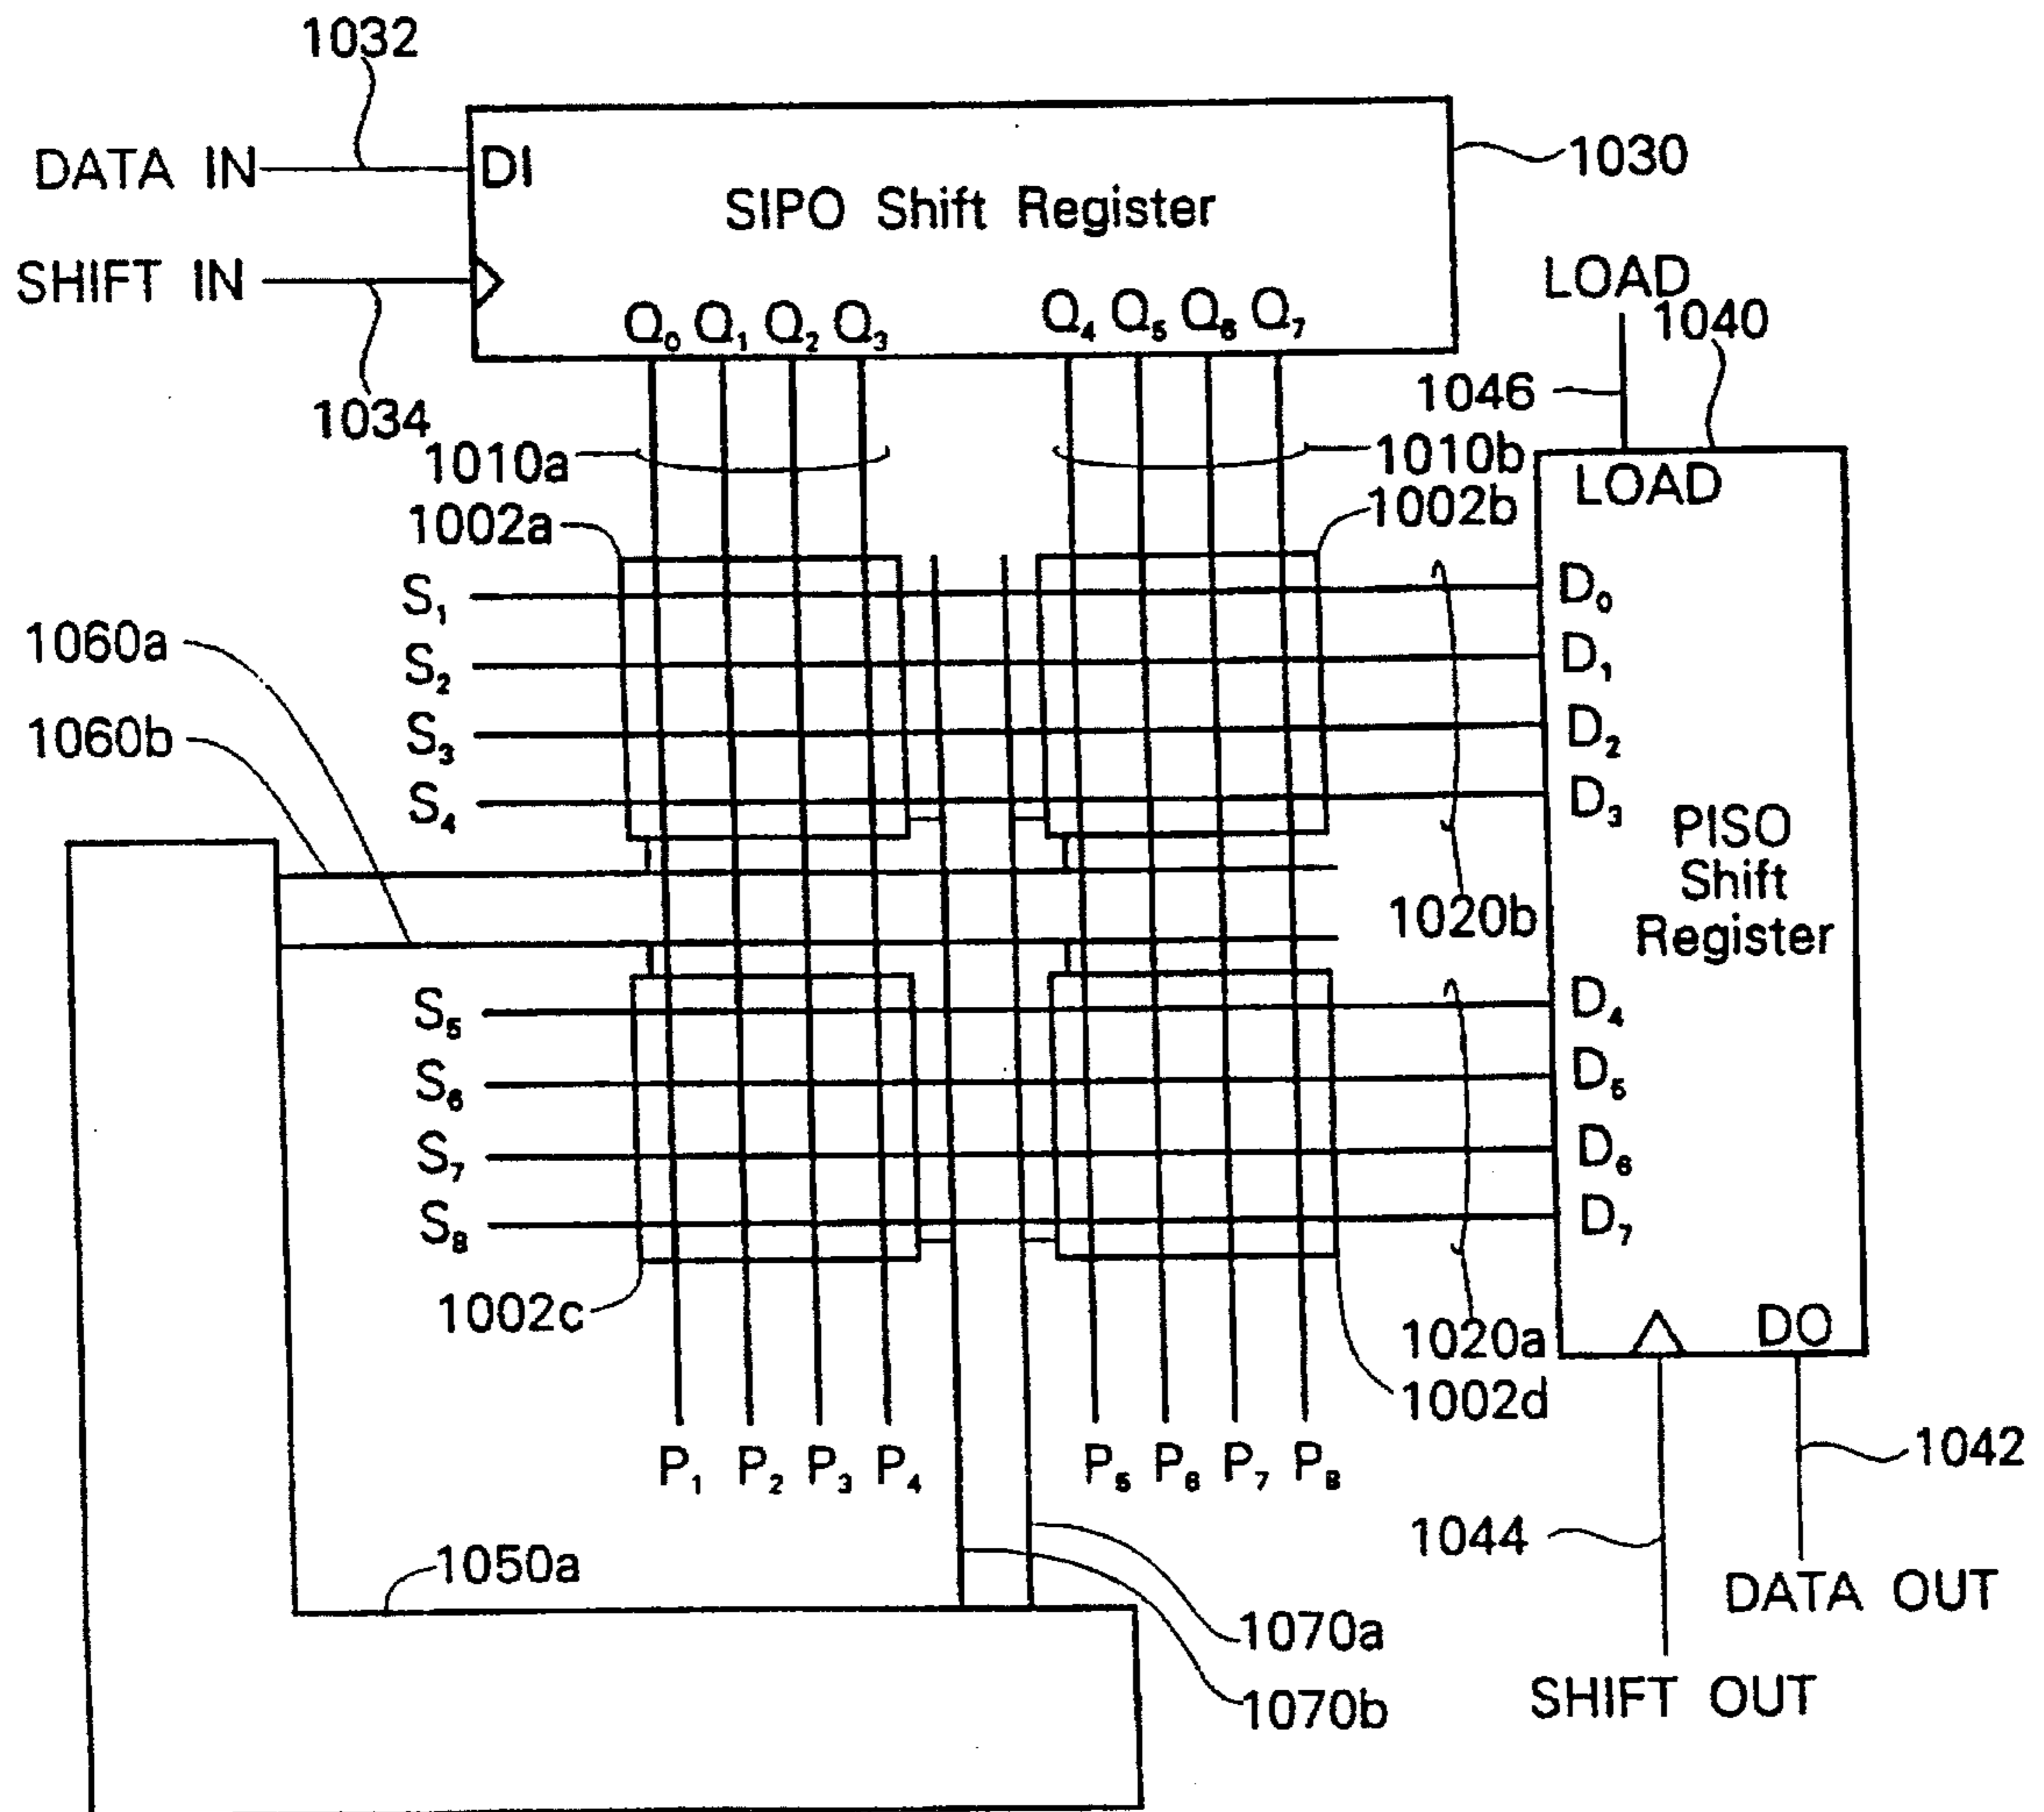 1032
DATA IN
DI
1030
SIPO Shift Register
SHIFT IN
LOAD
Q₀ Q₁ Q₂ Q₃ Q₄ Q₅ Q₆ Q₇
1040
1034
1046
1010a
1010b
LOAD
1002a
1002b
S₁
D₀
1060a
S₂
D₁
1060b
S₃
D₂
S₄
D₃
PISO
Shift
Register
1020b
S₅
D₄
S₆
D₅
S₇
D₆
S₈
D₇
1002c
1020a
DO
1002d
P₁ P₂ P₃ P₄ P₅ P₆ P₇ P₈
1042
1044
1050a
DATA OUT
1070a
SHIFT OUT
1070b